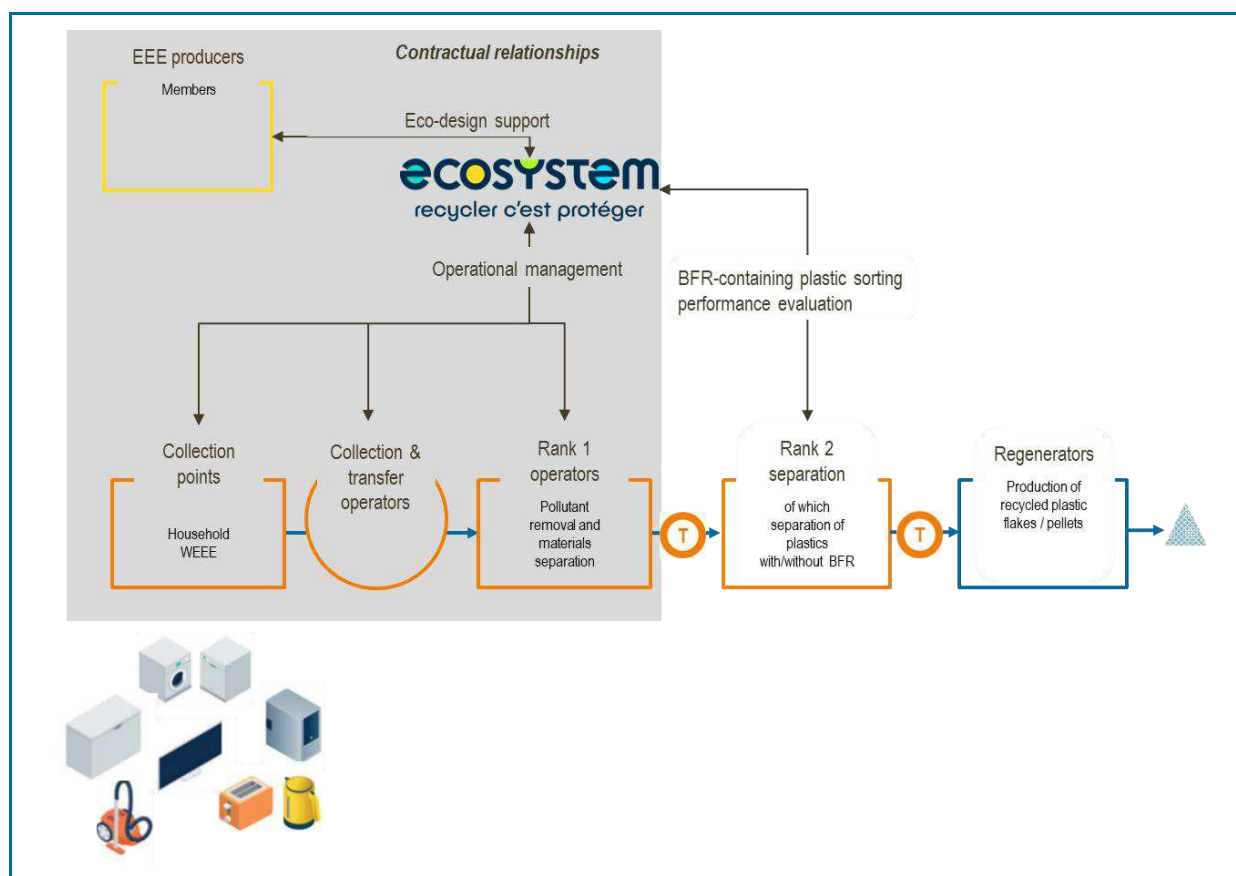 EEE producers
Members
Contractual relationships
Eco-design support
ecosystem
recycler c'est protéger
Operational management
BFR-containing plastic sorting
performance evaluation
Collection
points
Household
WEEE
Collection &
transfer
operators
Rank 1
operators
Pollutant
removal and
materials
separation
T
Rank 2
separation
of which
separation of
plastics
with/without BFR
T
Regenerators
Production of
recycled plastic
flakes / pellets